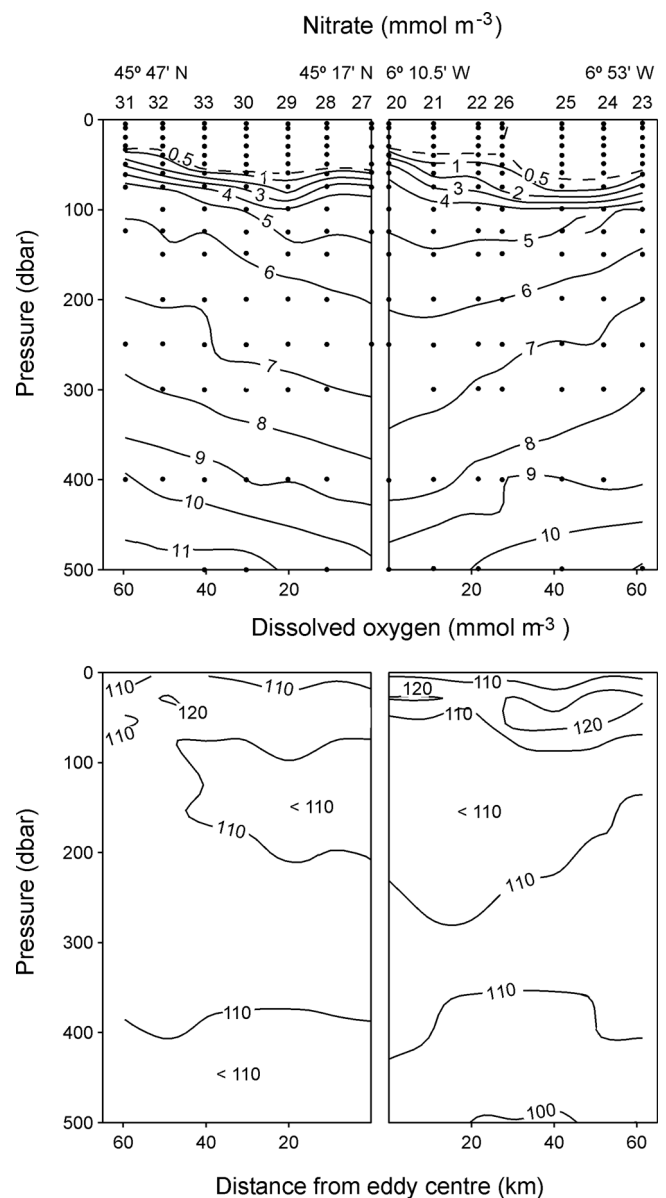 Nitrate (mmol m-3)
45º 47' N 45º 17' N 6º 10.5' W 6º 53' W
31 32 33 30 29 28 27 20 21 22 26 25 24 23
0
0.5 1 1 0.5
3 3 2
4 4
100
5 5
6 6
200
7 7
300
8 8
9 9
400
10 10
11
500
60 40 20 0 20 40 60
Pressure (dbar)
Dissolved oxygen (mmol m-3)
0
110 110 120 110
120 110 120
110
100
< 110 < 110
110
200
110
300
110
110
400
< 110
100
500
60 40 20 0 20 40 60
Pressure (dbar)
Distance from eddy centre (km)